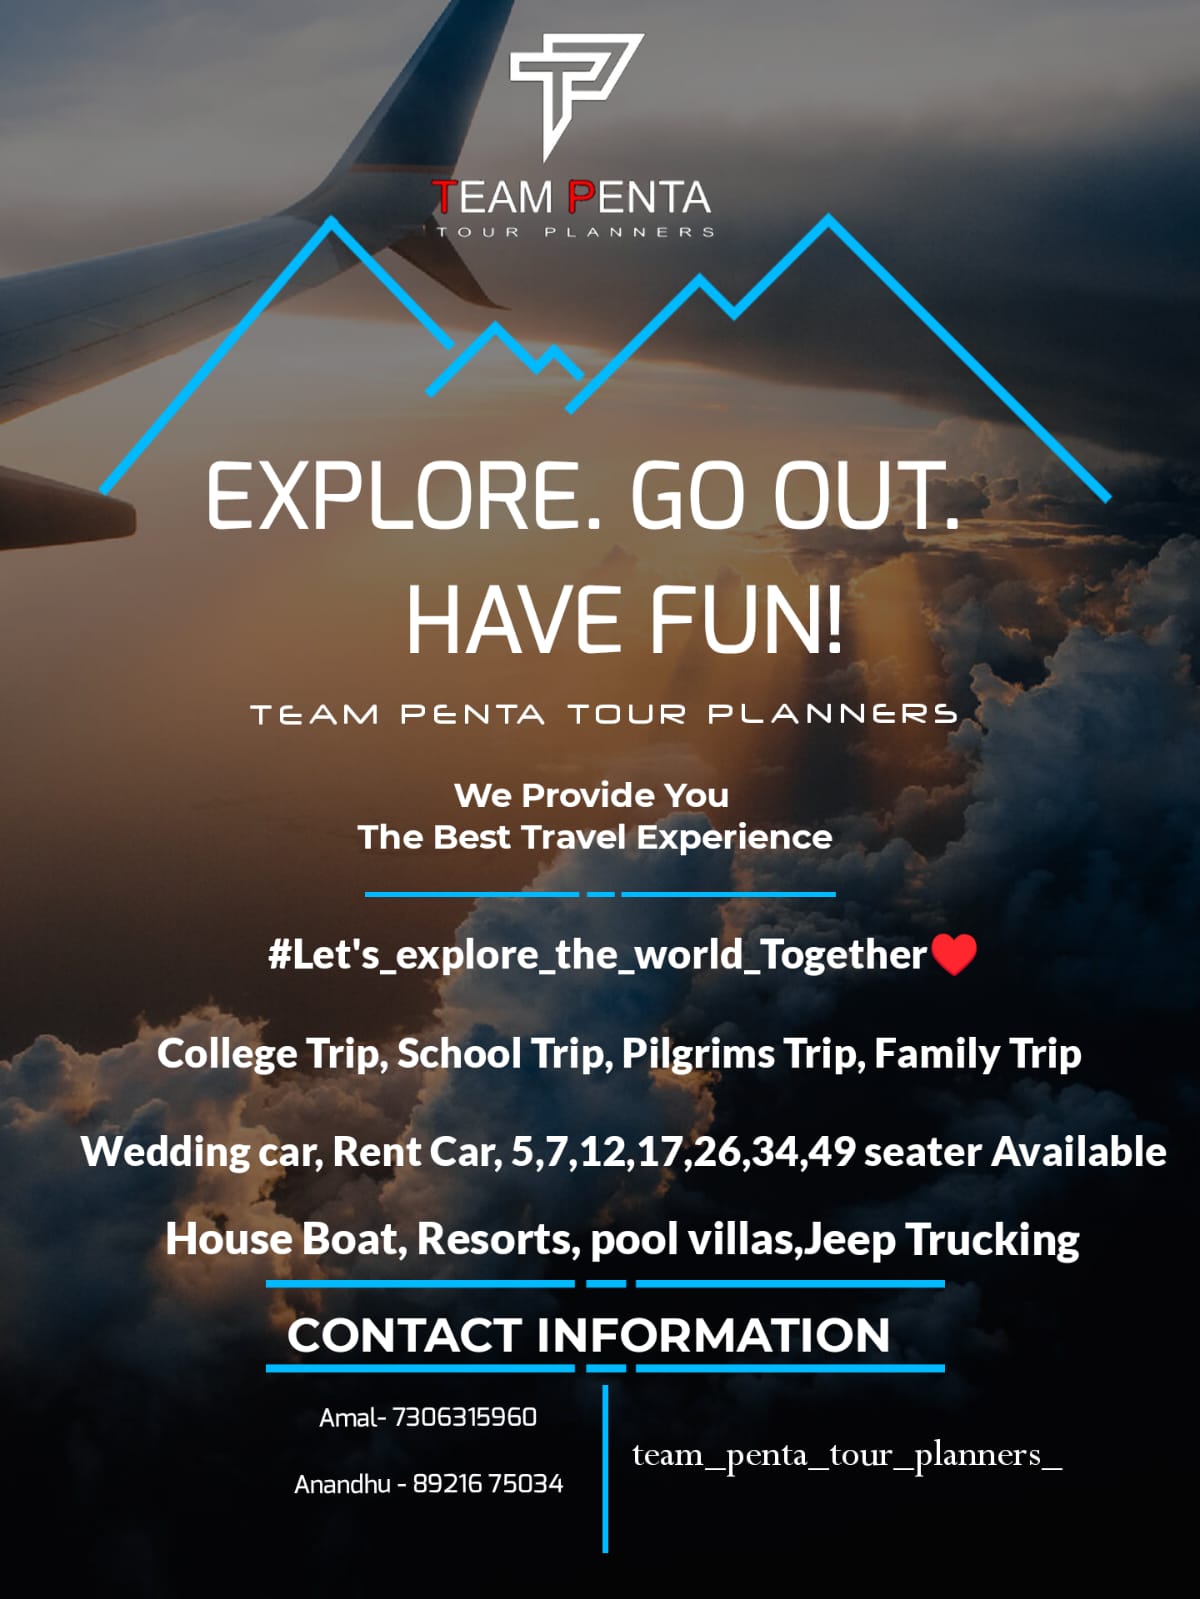 TEAM PENTA
TOUR PLANNERS
EXPLORE. GO OUT.
HAVE FUN!
TEAM PENTA TOUR PLANNERS
We Provide You
The Best Travel Experience
#Let's_explore_the_world_Together♥
College Trip, School Trip, Pilgrims Trip, Family Trip
Wedding car, Rent Car, 5,7,12,17,26,34,49 seater Available
House Boat, Resorts, pool villas,Jeep Trucking
CONTACT INFORMATION
Amal- 7306315960
Anandhu - 89216 75034
team_penta_tour_planners_